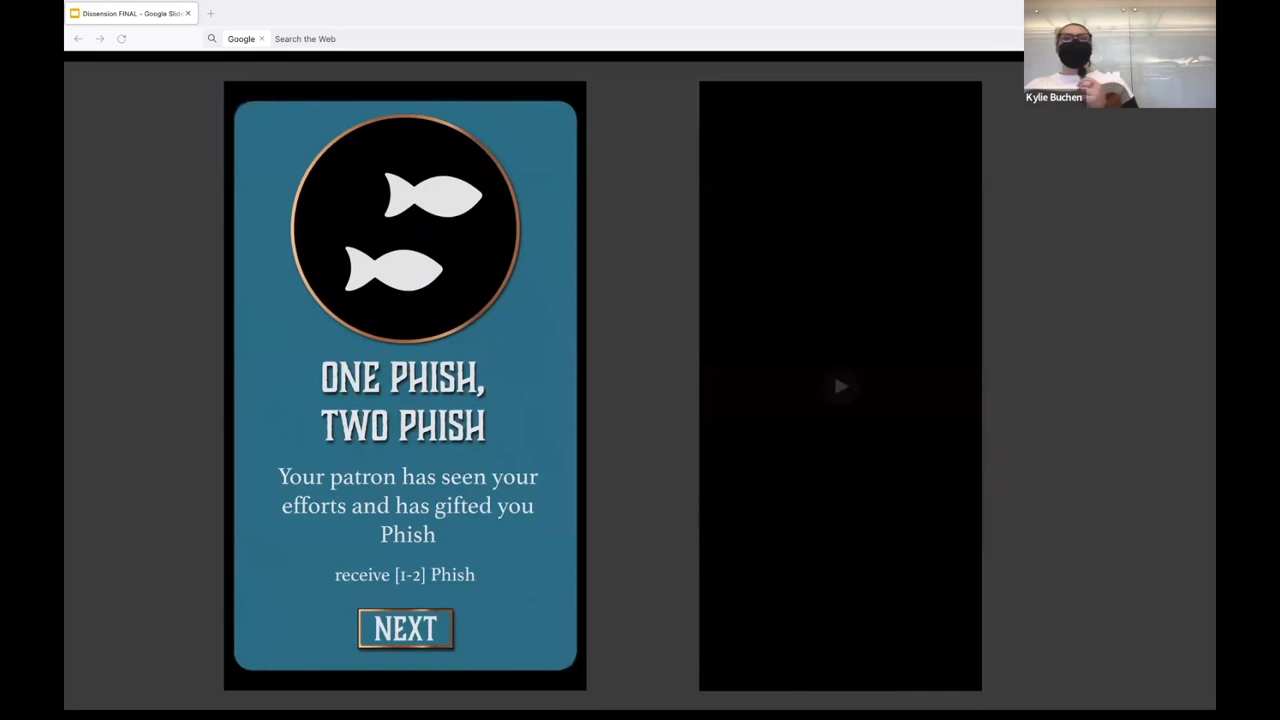 Dissension FINAL - Google Slide
Google
Search the Web
Kylie Buchen
ONE PHISH,
TWO PHISH
Your patron has seen your
efforts and has gifted you
Phish
receive [1-2] Phish
NEXT